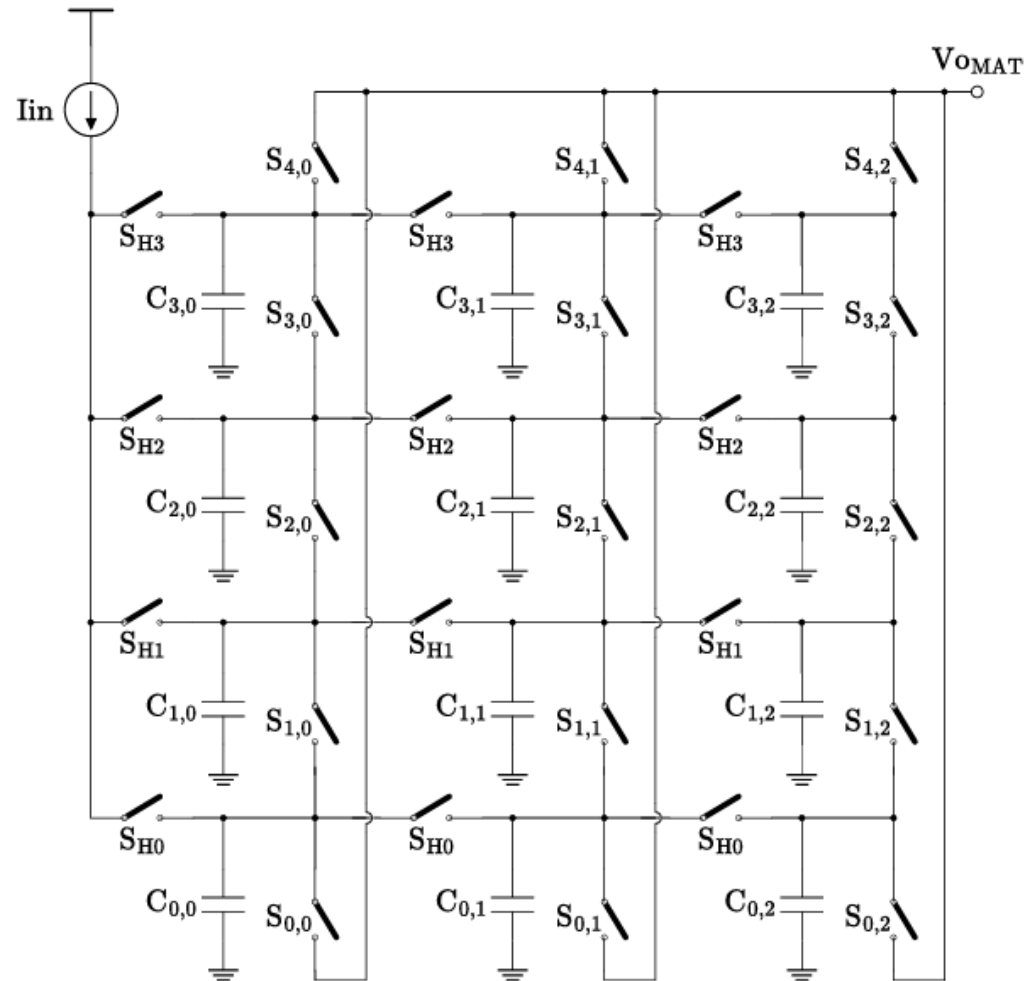 Vo_MAT
Iin
S_4,0 S_4,1 S_4,2
S_H3 S_H3 S_H3
C_3,0 S_3,0 C_3,1 S_3,1 C_3,2 S_3,2
S_H2 S_H2 S_H2
C_2,0 S_2,0 C_2,1 S_2,1 C_2,2 S_2,2
S_H1 S_H1 S_H1
C_1,0 S_1,0 C_1,1 S_1,1 C_1,2 S_1,2
S_H0 S_H0 S_H0
C_0,0 S_0,0 C_0,1 S_0,1 C_0,2 S_0,2